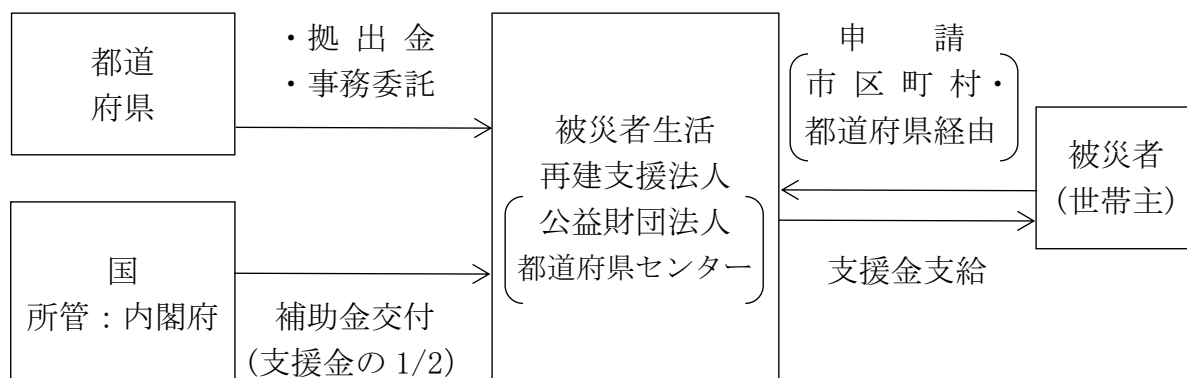 都道
府県
・拠 出 金
・事務委託
国
所管：内閣府
補助金交付
(支援金の 1/2)
被災者生活
再建支援法人
公益財団法人
都道府県センター
申　　請
市 区 町 村・
都道府県経由
支援金支給
被災者
(世帯主)